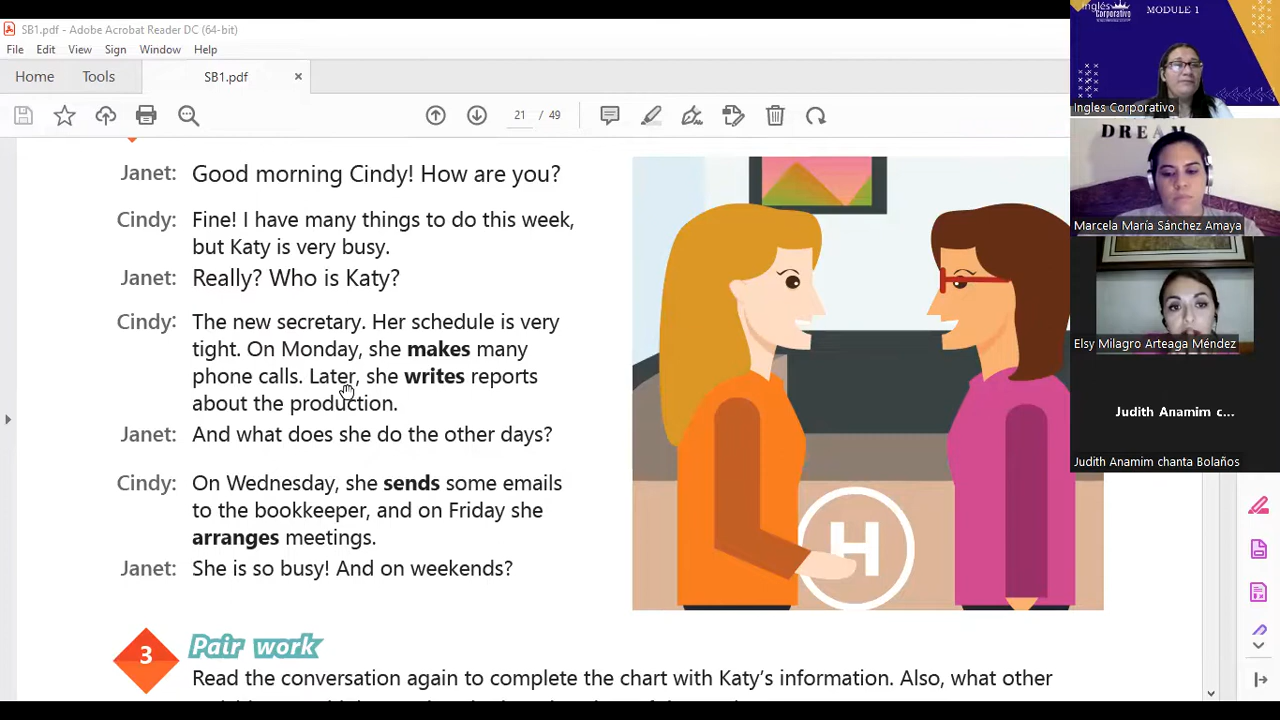 SB1.pdf - Adobe Acrobat Reader DC (64-bit)
File Edit View Sign Window Help
Home Tools SB1.pdf ×
21 / 49
Janet: Good morning Cindy! How are you?
Cindy: Fine! I have many things to do this week,
but Katy is very busy.
Janet: Really? Who is Katy?
Cindy: The new secretary. Her schedule is very
tight. On Monday, she makes many
phone calls. Later, she writes reports
about the production.
Janet: And what does she do the other days?
Cindy: On Wednesday, she sends some emails
to the bookkeeper, and on Friday she
arranges meetings.
Janet: She is so busy! And on weekends?
H
3 Pair work
Read the conversation again to complete the chart with Katy's information. Also, what other
Inglés
corporativo
MODULE 1
Ingles Corporativo
DREAM
Marcela María Sánchez Amaya
Elsy Milagro Arteaga Méndez
Judith Anamim c...
Judith Anamim chanta Bolaños